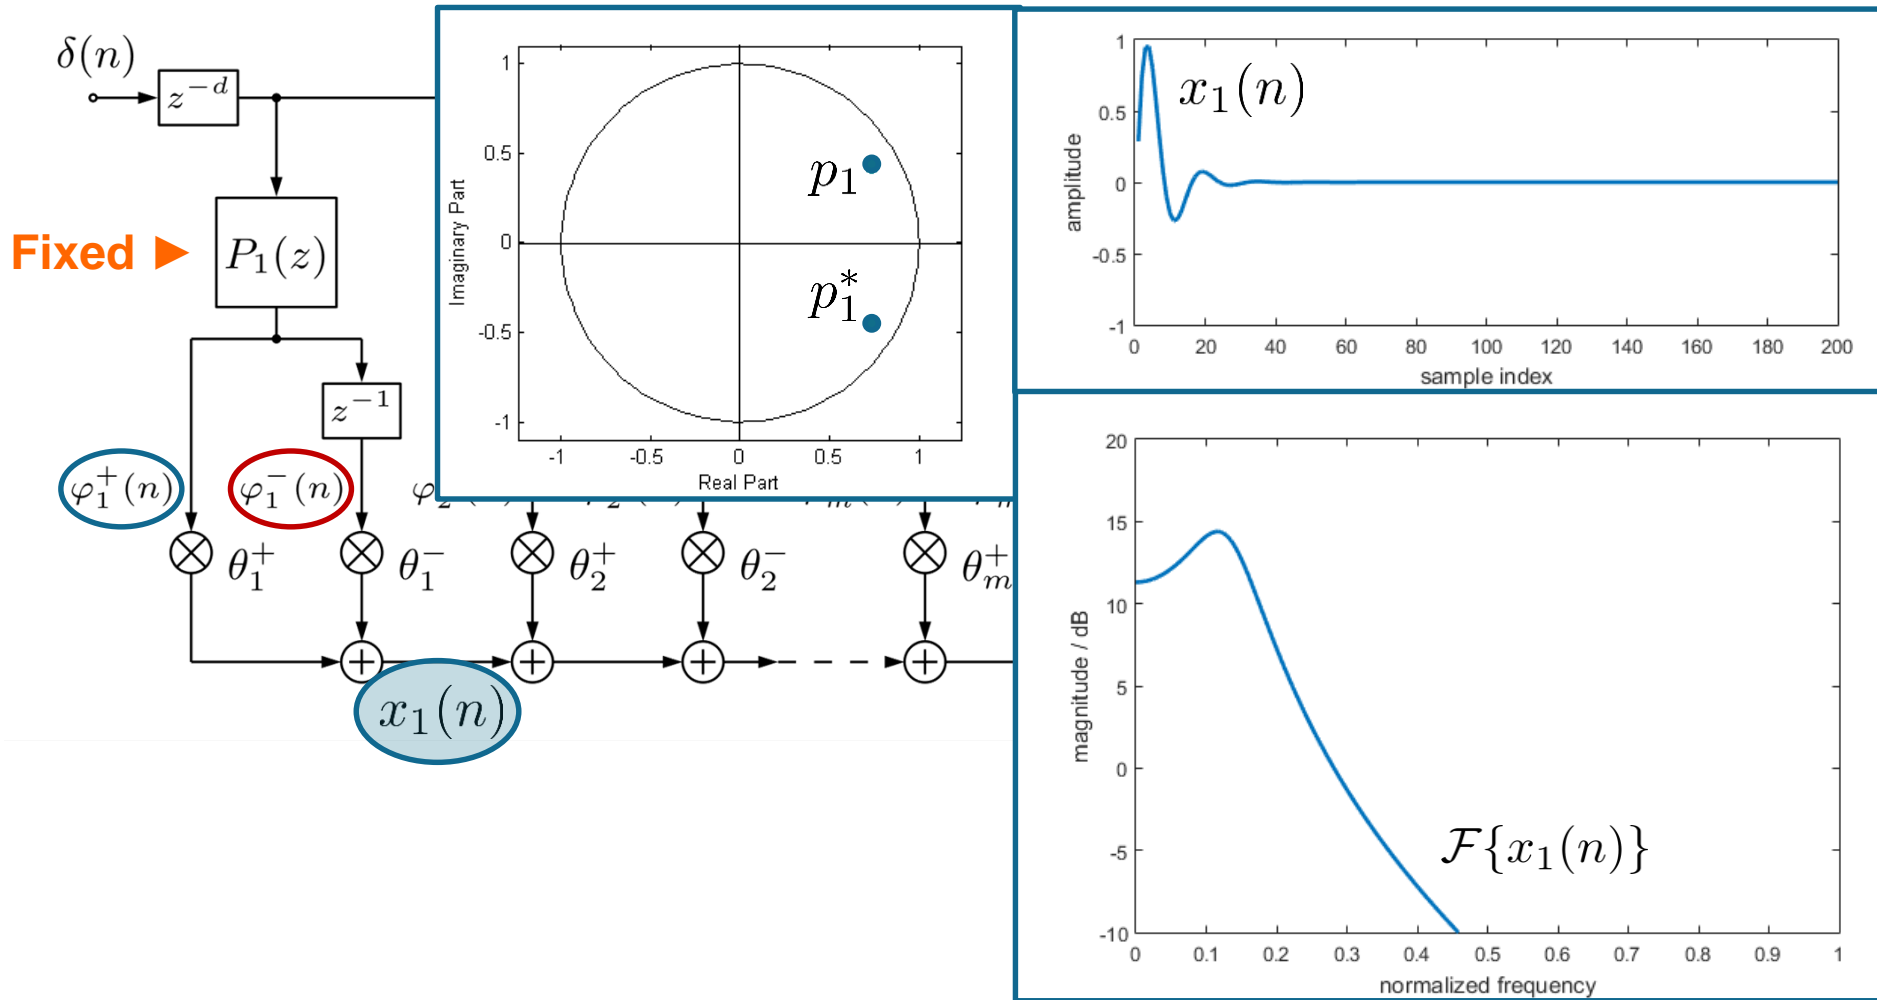 δ(n)
z^{-d}
Fixed ►
P_1(z)
z^{-1}
φ_1^+(n)
φ_1^-(n)
θ_1^+
θ_1^-
θ_2^+
θ_2^-
θ_m^+
x_1(n)
Imaginary Part
1
0.5
0
-0.5
-1
p_1
p_1^*
-1 -0.5 0 0.5 1
Real Part
amplitude
1
0.5
0
-0.5
-1
x_1(n)
0 20 40 60 80 100 120 140 160 180 200
sample index
magnitude / dB
20
15
10
5
0
-5
-10
ℱ{x_1(n)}
0 0.1 0.2 0.3 0.4 0.5 0.6 0.7 0.8 0.9 1
normalized frequency